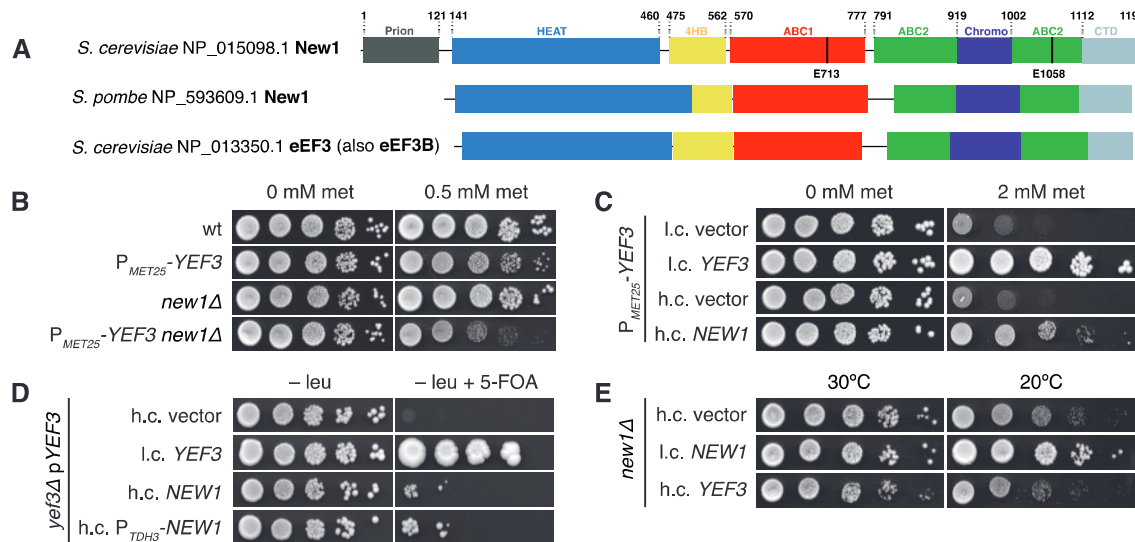 1 121 141 460 475 562 570 777 791 919 1002 1112 119
A
Prion HEAT 4HB ABC1 ABC2 Chromo ABC2 CTD
S. cerevisiae NP_015098.1 New1
E713 E1058
S. pombe NP_593609.1 New1
S. cerevisiae NP_013350.1 eEF3 (also eEF3B)
B
0 mM met 0.5 mM met
wt
PMET25-YEF3
new1Δ
PMET25-YEF3 new1Δ
C
0 mM met 2 mM met
PMET25-YEF3
l.c. vector
l.c. YEF3
h.c. vector
h.c. NEW1
D
– leu – leu + 5-FOA
yef3Δ pYEF3
h.c. vector
l.c. YEF3
h.c. NEW1
h.c. PTDH3-NEW1
E
30ºC 20ºC
new1Δ
h.c. vector
l.c. NEW1
h.c. YEF3